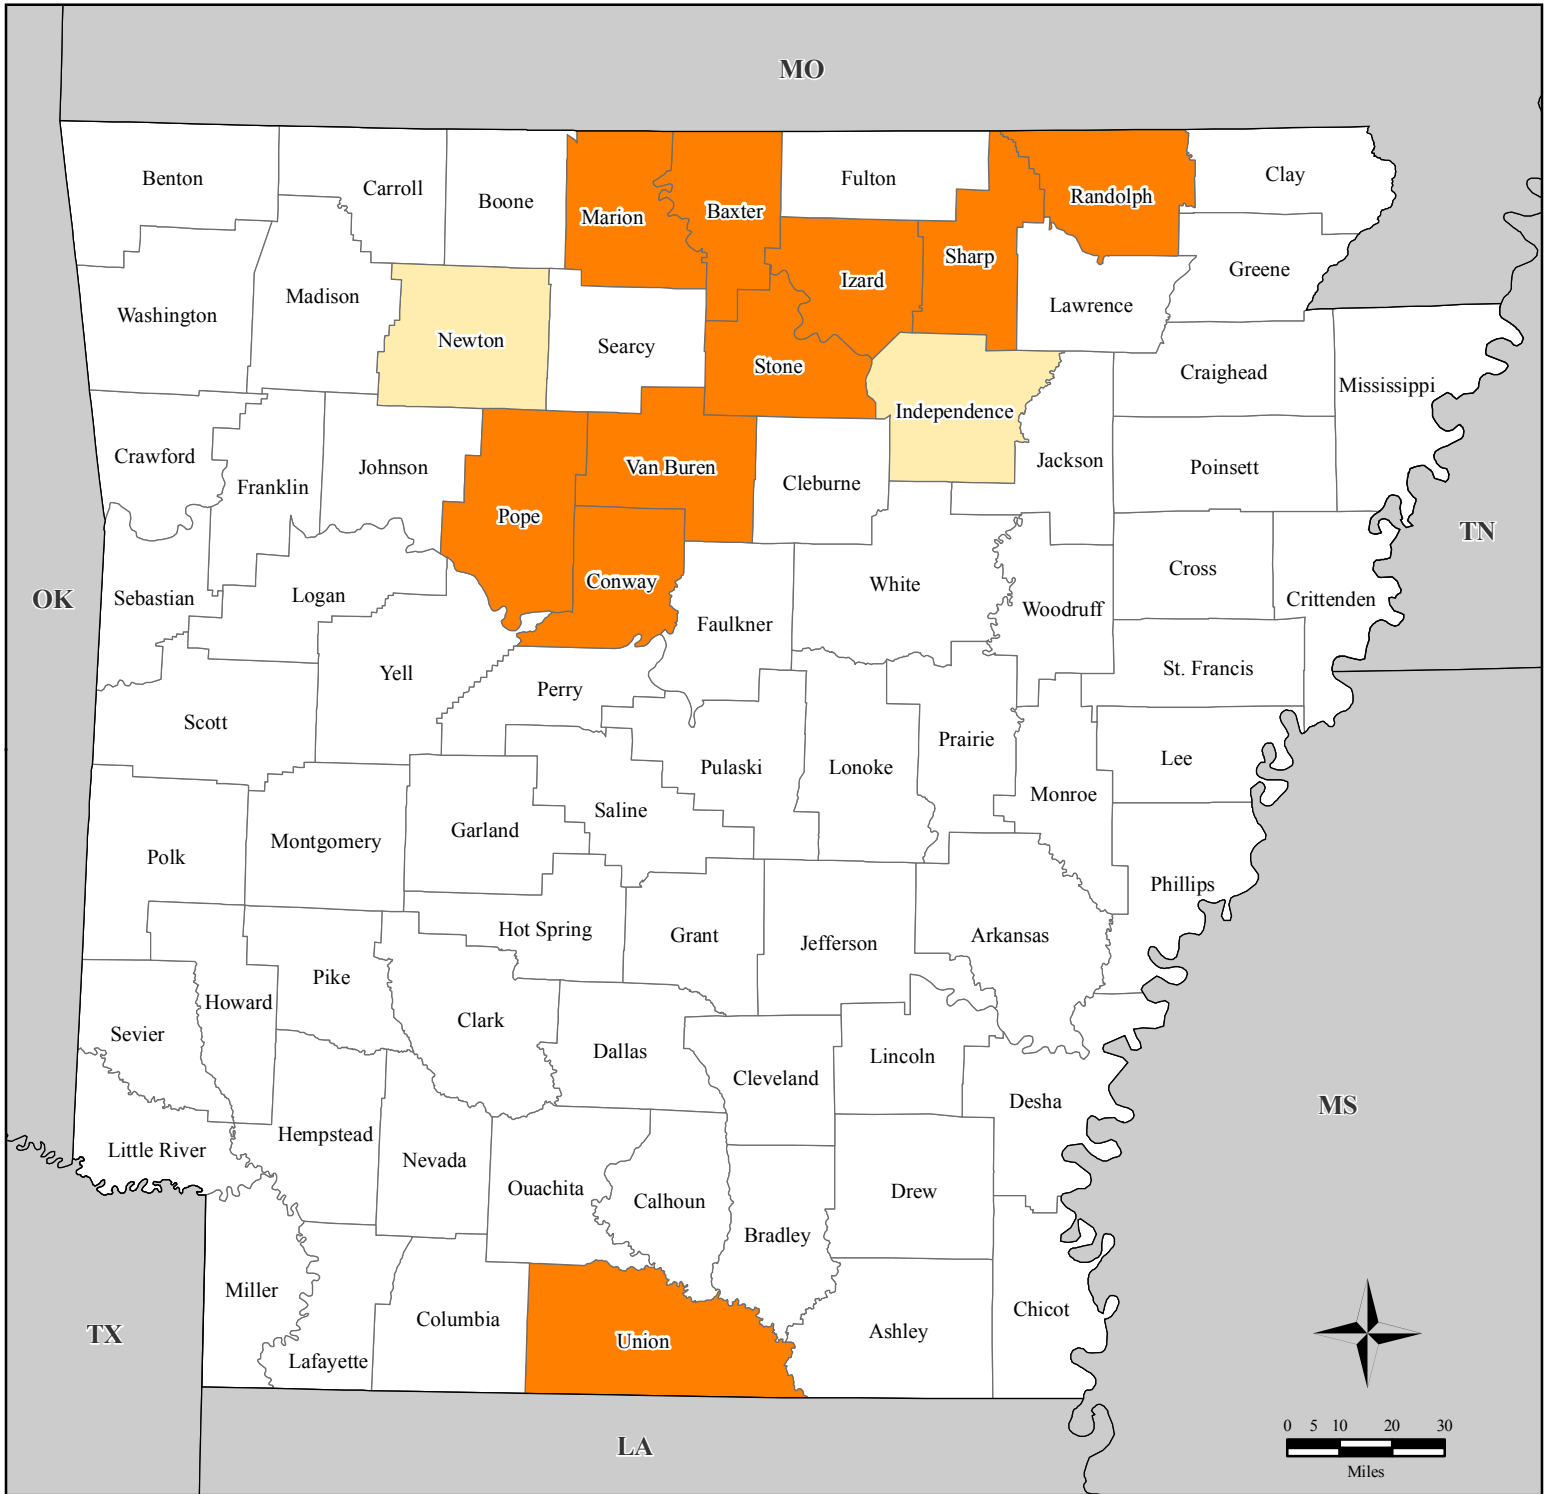 MO
Benton
Carroll
Boone
Marion
Baxter
Fulton
Sharp
Randolph
Clay
Washington
Madison
Newton
Searcy
Stone
Izard
Independence
Lawrence
Greene
Craighead
Mississippi
Crawford
Franklin
Johnson
Pope
Van Buren
Cleburne
Jackson
Poinsett
TN
OK
Sebastian
Logan
Conway
Faulkner
White
Woodruff
Cross
Crittenden
Scott
Yell
Perry
St. Francis
Pulaski
Lonoke
Prairie
Monroe
Lee
Polk
Montgomery
Garland
Saline
Phillips
Hot Spring
Grant
Jefferson
Arkansas
Sevier
Howard
Pike
Clark
Dallas
Cleveland
Lincoln
Desha
MS
Little River
Hempstead
Nevada
Ouachita
Calhoun
Bradley
Drew
TX
Miller
Lafayette
Columbia
Union
Ashley
Chicot
LA
0 5 10 20 30
Miles